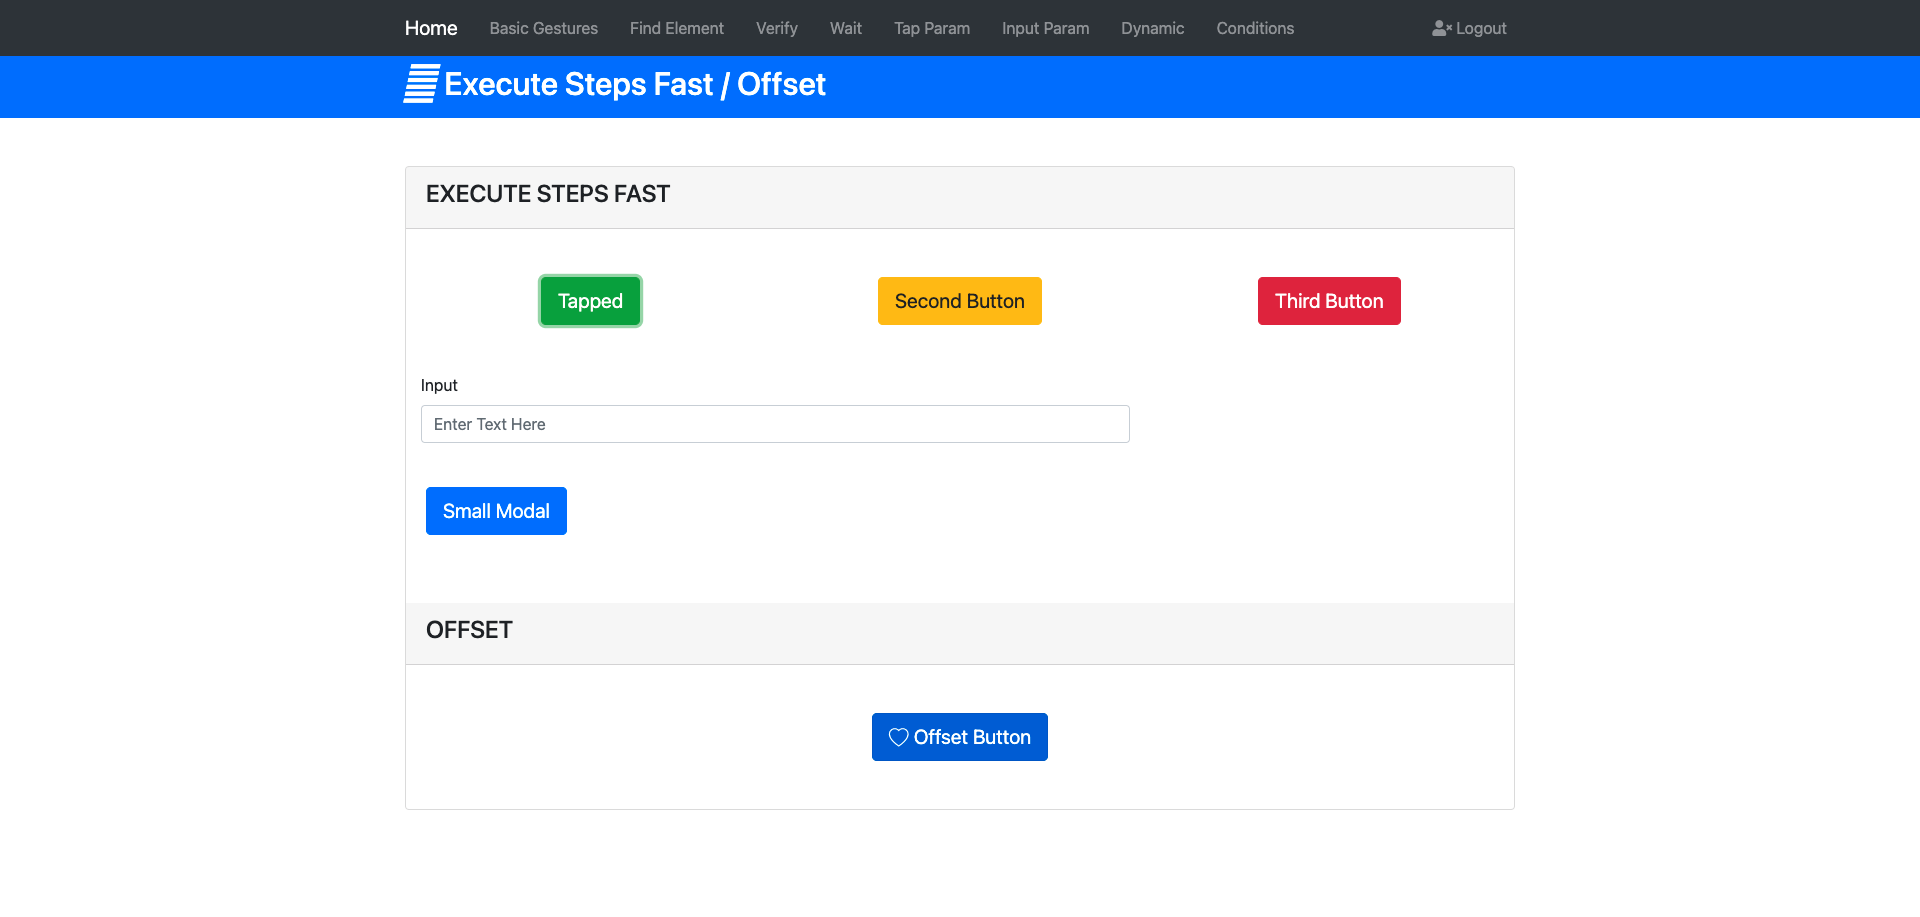 Home Basic Gestures Find Element Verify Wait Tap Param Input Param Dynamic Conditions Logout
Execute Steps Fast / Offset
EXECUTE STEPS FAST
Tapped Second Button Third Button
Input
Enter Text Here
Small Modal
OFFSET
Offset Button